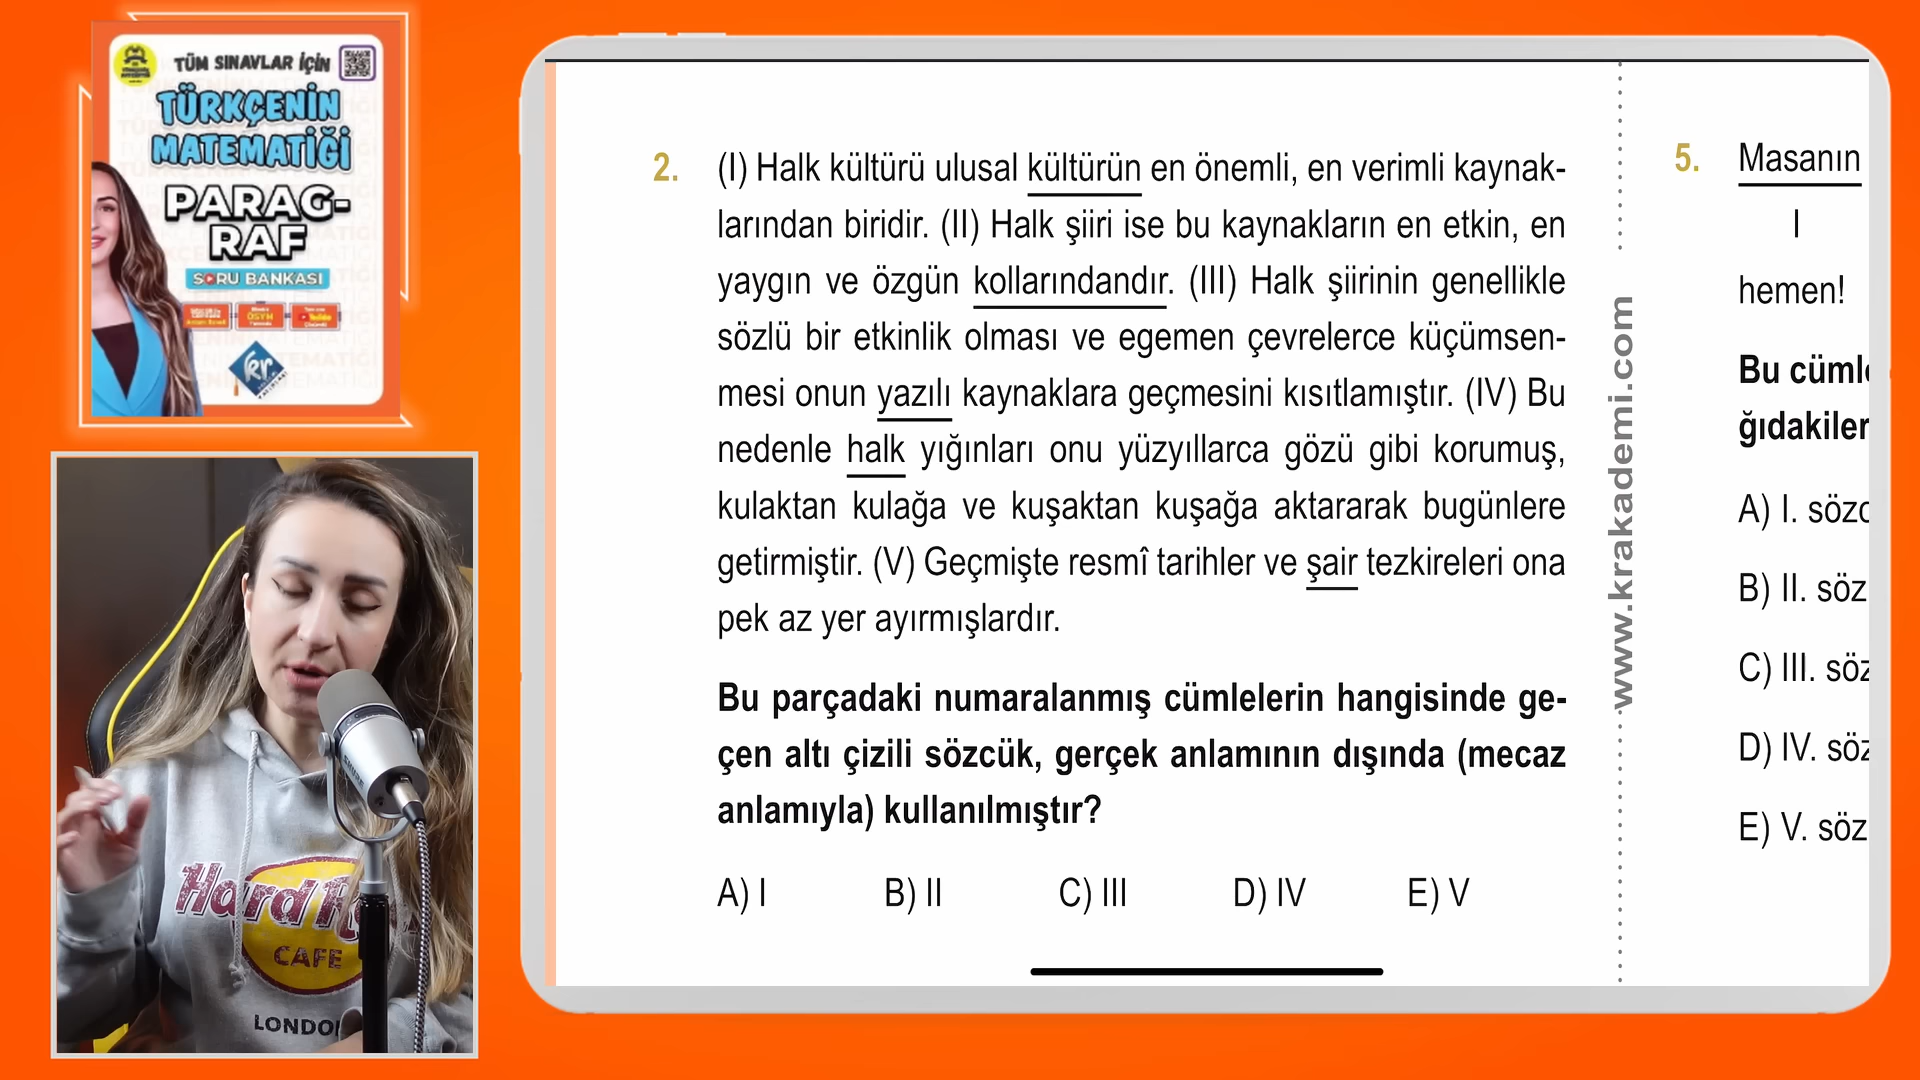 TÜM SINAVLAR İÇİN
TÜRKÇENİN
MATEMATİĞİ
PARAG-
RAF
SORU BANKASI
ÖSYM
2. (I) Halk kültürü ulusal kültürün en önemli, en verimli kaynak-
larından biridir. (II) Halk şiiri ise bu kaynakların en etkin, en
yaygın ve özgün kollarındandır. (III) Halk şiirinin genellikle
sözlü bir etkinlik olması ve egemen çevrelerce küçümsen-
mesi onun yazılı kaynaklara geçmesini kısıtlamıştır. (IV) Bu
nedenle halk yığınları onu yüzyıllarca gözü gibi korumuş,
kulaktan kulağa ve kuşaktan kuşağa aktararak bugünlere
getirmiştir. (V) Geçmişte resmî tarihler ve şair tezkireleri ona
pek az yer ayırmışlardır.
Bu parçadaki numaralanmış cümlelerin hangisinde ge-
çen altı çizili sözcük, gerçek anlamının dışında (mecaz
anlamıyla) kullanılmıştır?
A) I B) II C) III D) IV E) V
www.krakademi.com
5. Masanın
I
hemen!
Bu cümle
ğıdakiler
A) I. sözc
B) II. söz
C) III. söz
D) IV. söz
E) V. söz
Hard Ro
CAFE
LONDO
SHURE